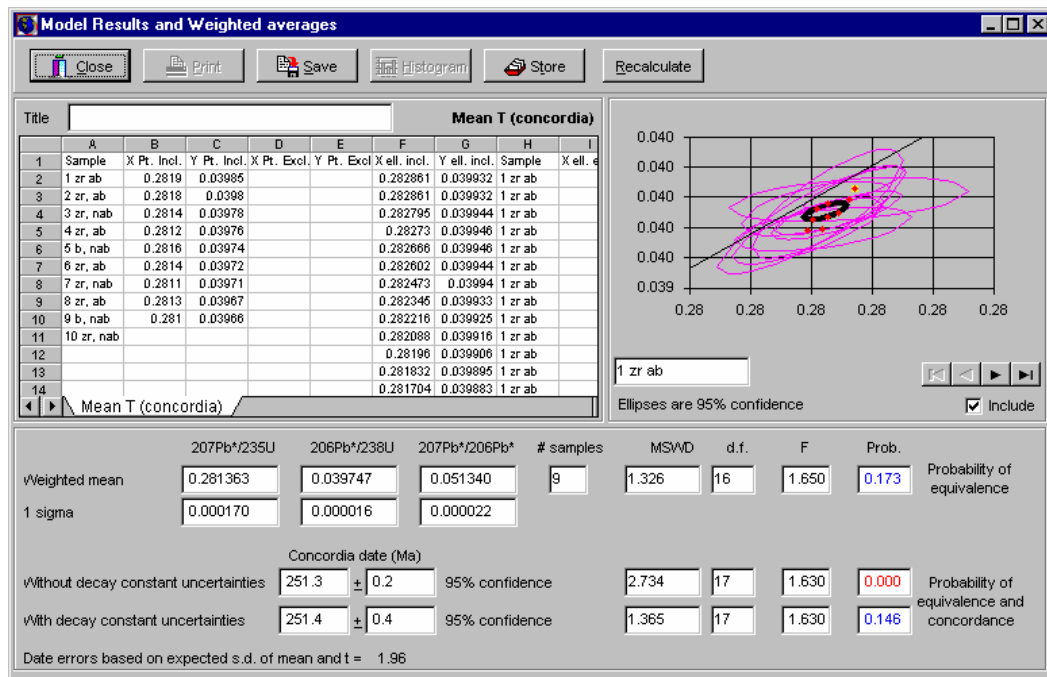 Model Results and Weighted averages
Close Print Save Histogram Store Recalculate
Title Mean T (concordia)
A B C D E F G H I
1 Sample X Pt. Incl. Y Pt. Incl. X Pt. Excl. Y Pt. Excl X ell. incl. Y ell. incl. Sample X ell. e
2 1 zr ab 0.2819 0.03985 0.282861 0.039932 1 zr ab
3 2 zr, ab 0.2818 0.0398 0.282861 0.039932 1 zr ab
4 3 zr, nab 0.2814 0.03978 0.282795 0.039944 1 zr ab
5 4 zr, ab 0.2812 0.03976 0.28273 0.039946 1 zr ab
6 5 b, nab 0.2816 0.03974 0.282666 0.039946 1 zr ab
7 6 zr, ab 0.2814 0.03972 0.282602 0.039944 1 zr ab
8 7 zr, nab 0.2811 0.03971 0.282473 0.03994 1 zr ab
9 8 zr, ab 0.2813 0.03967 0.282345 0.039933 1 zr ab
10 9 b, nab 0.281 0.03966 0.282216 0.039925 1 zr ab
11 10 zr, nab 0.282088 0.039916 1 zr ab
12 0.28196 0.039906 1 zr ab
13 0.281832 0.039895 1 zr ab
14 0.281704 0.039883 1 zr ab
Mean T (concordia)
0.040
0.040
0.040
0.040
0.040
0.039
0.28 0.28 0.28 0.28 0.28 0.28
1 zr ab
Ellipses are 95% confidence Include
207Pb*/235U 206Pb*/238U 207Pb*/206Pb* # samples MSWD d.f. F Prob.
Weighted mean 0.281363 0.039747 0.051340 9 1.326 16 1.650 0.173 Probability of
equivalence
1 sigma 0.000170 0.000016 0.000022
Concordia date (Ma)
Without decay constant uncertainties 251.3 ± 0.2 95% confidence 2.734 17 1.630 0.000 Probability of
equivalence and
With decay constant uncertainties 251.4 ± 0.4 95% confidence 1.365 17 1.630 0.146 concordance
Date errors based on expected s.d. of mean and t = 1.96